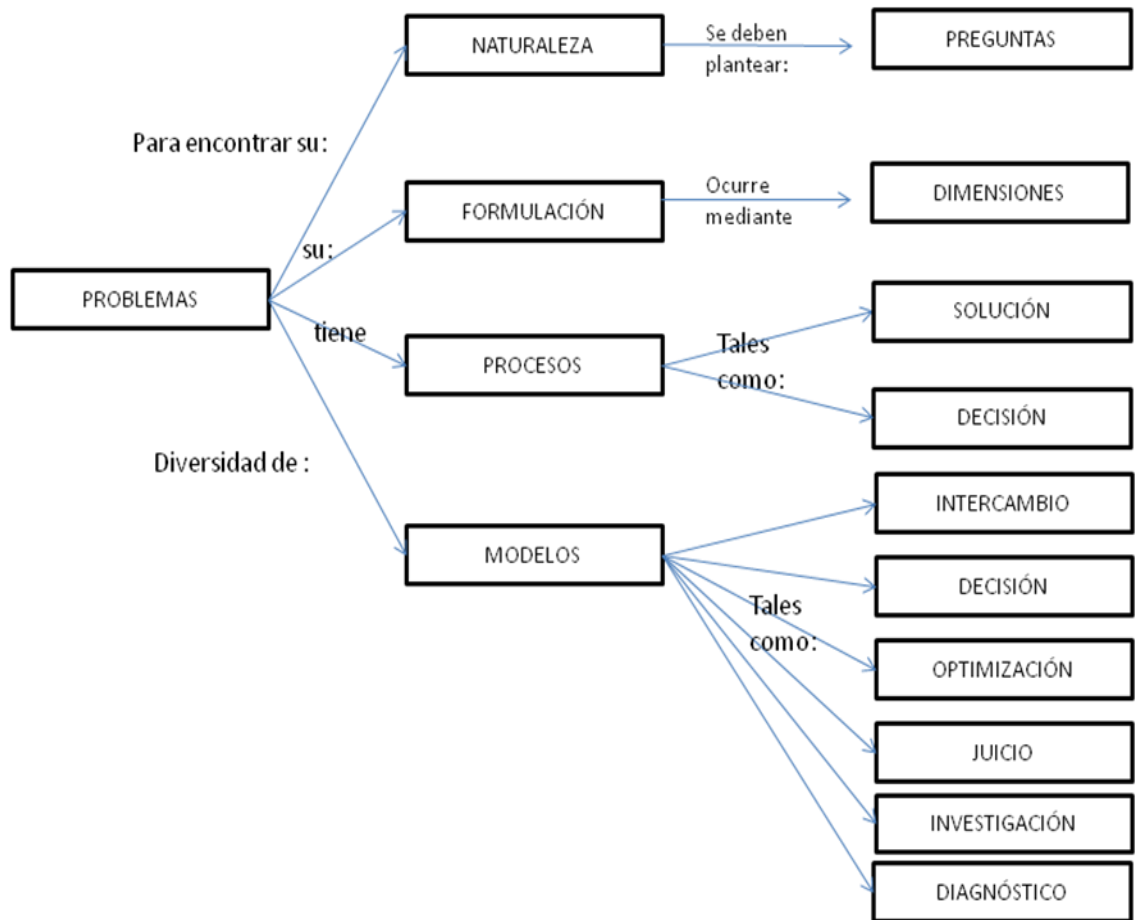 NATURALEZA
Se deben
plantear:
PREGUNTAS
Para encontrar su:
FORMULACIÓN
Ocurre
mediante
DIMENSIONES
su:
PROBLEMAS
tiene
PROCESOS
Tales
como:
SOLUCIÓN
DECISIÓN
Diversidad de :
MODELOS
Tales
como:
INTERCAMBIO
DECISIÓN
OPTIMIZACIÓN
JUICIO
INVESTIGACIÓN
DIAGNÓSTICO